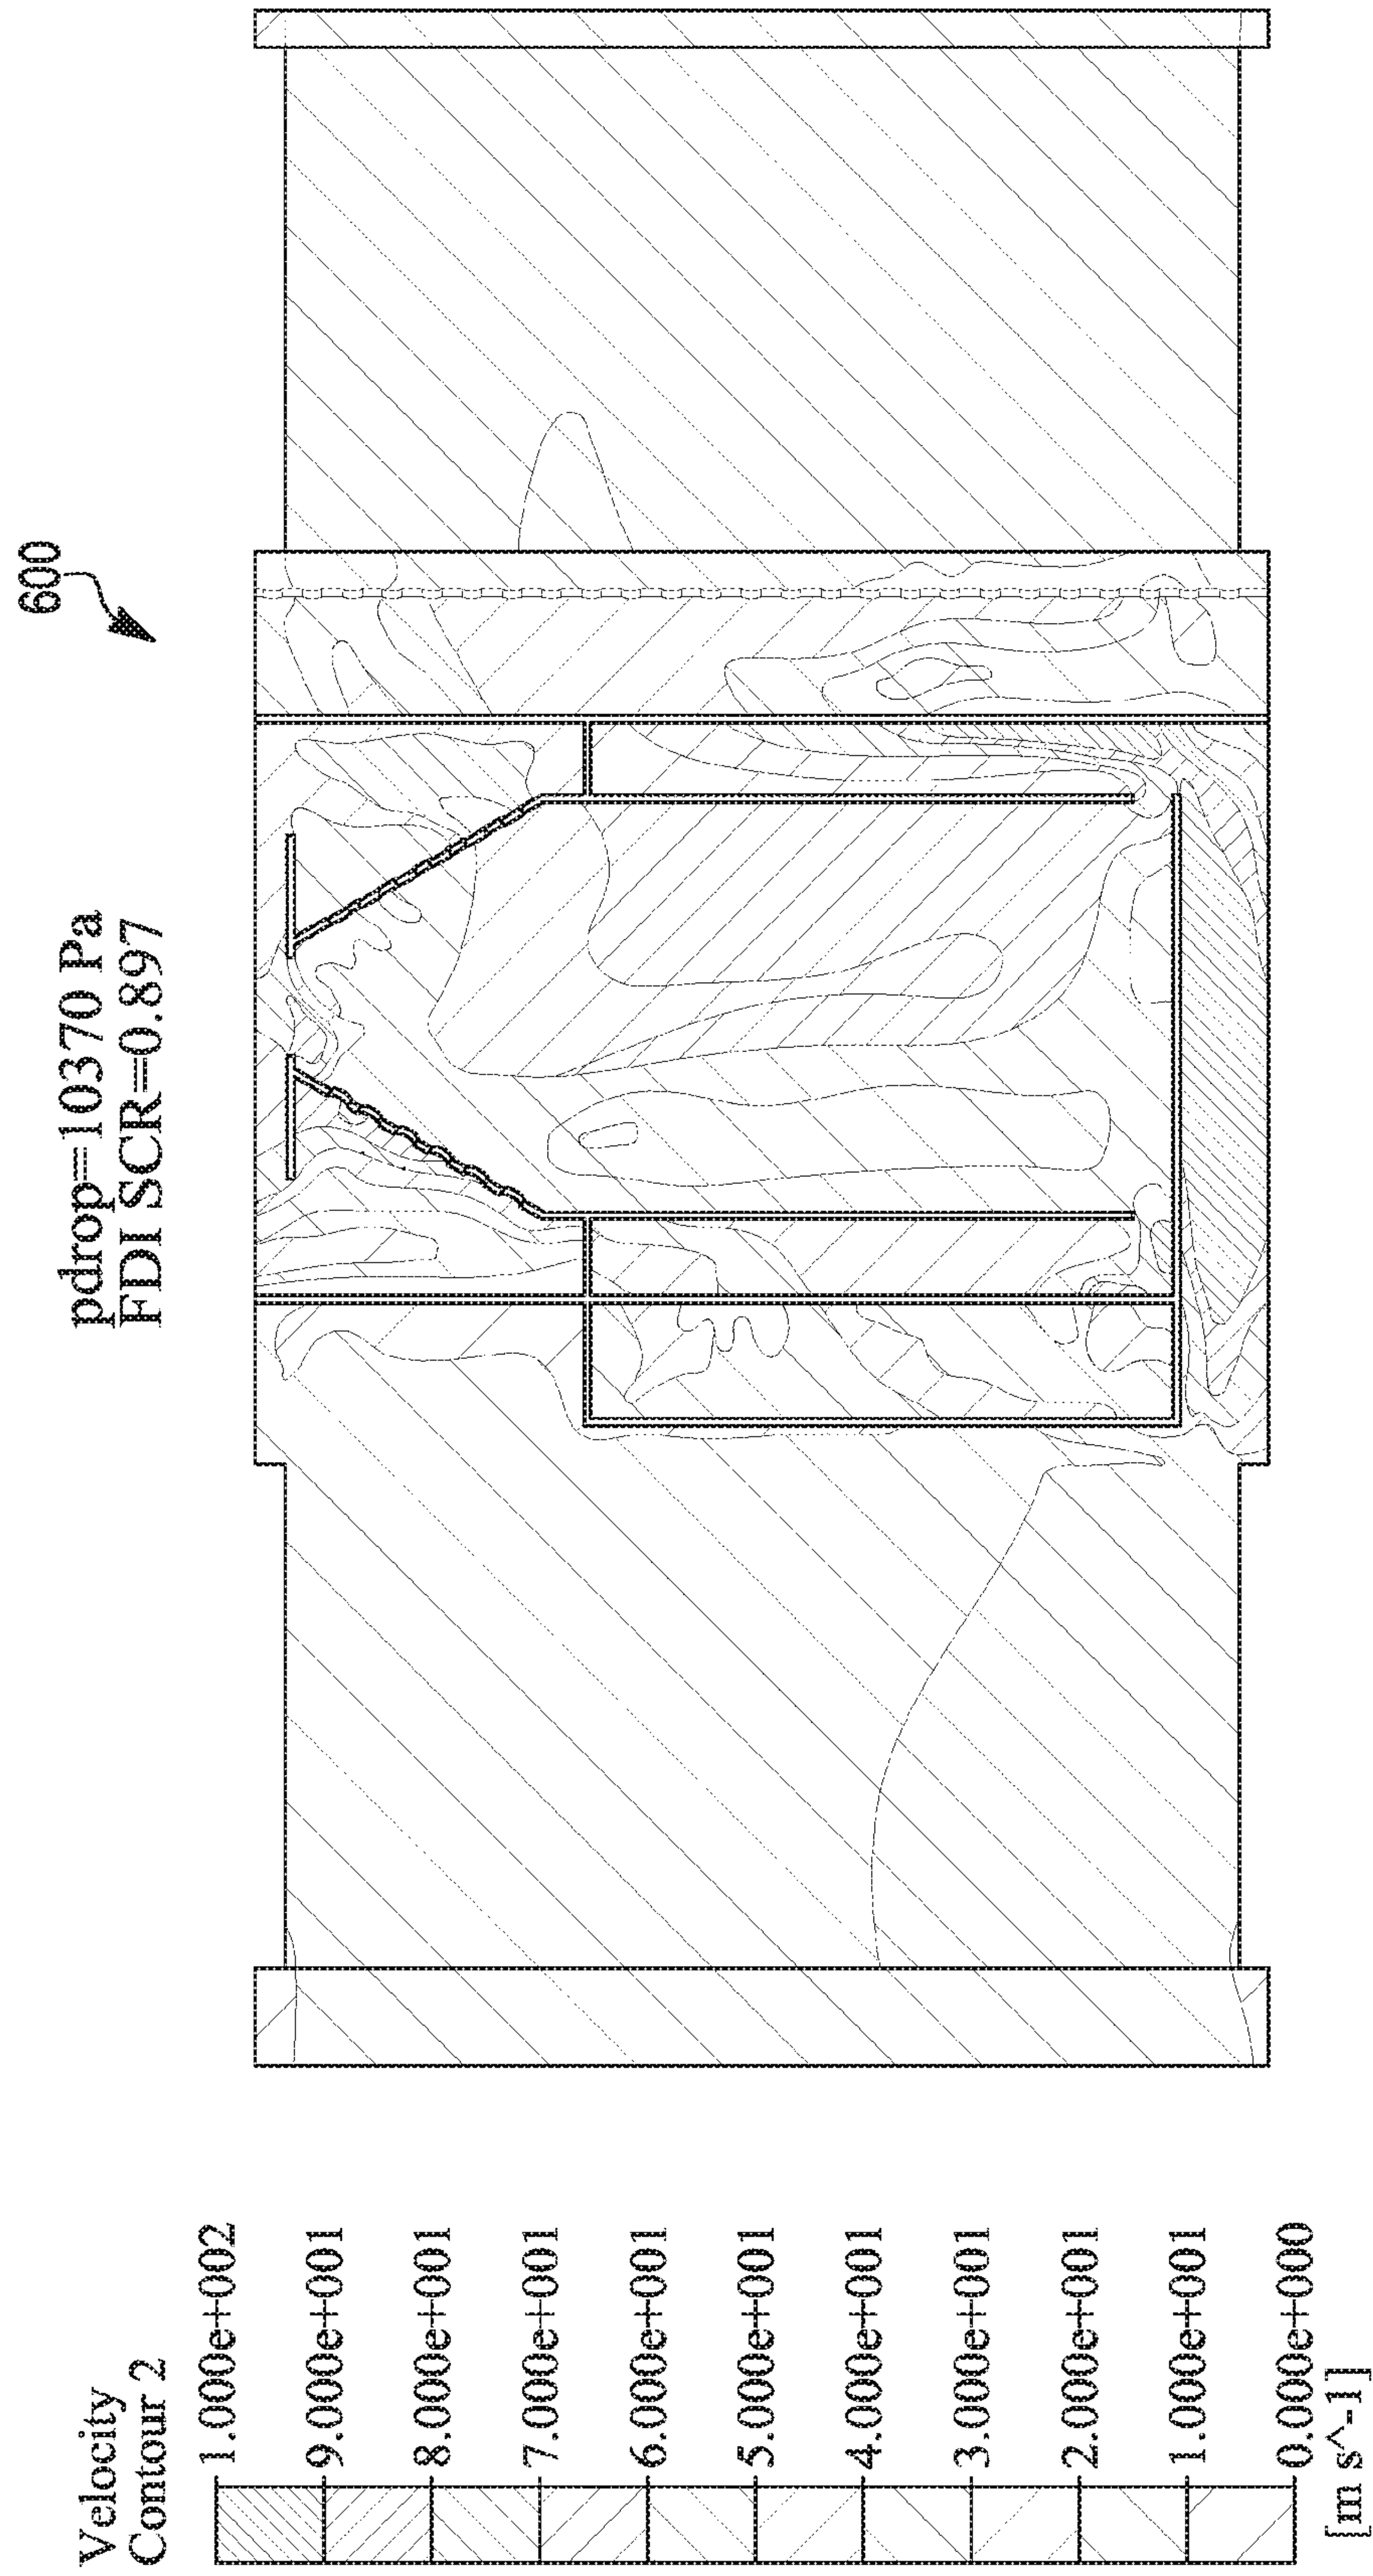 600
pdrop=10370 Pa
FDI SCR=0.897
Velocity
Contour 2
1.000e+002
9.000e+001
8.000e+001
7.000e+001
6.000e+001
5.000e+001
4.000e+001
3.000e+001
2.000e+001
1.000e+001
0.000e+000
[m s^-1]